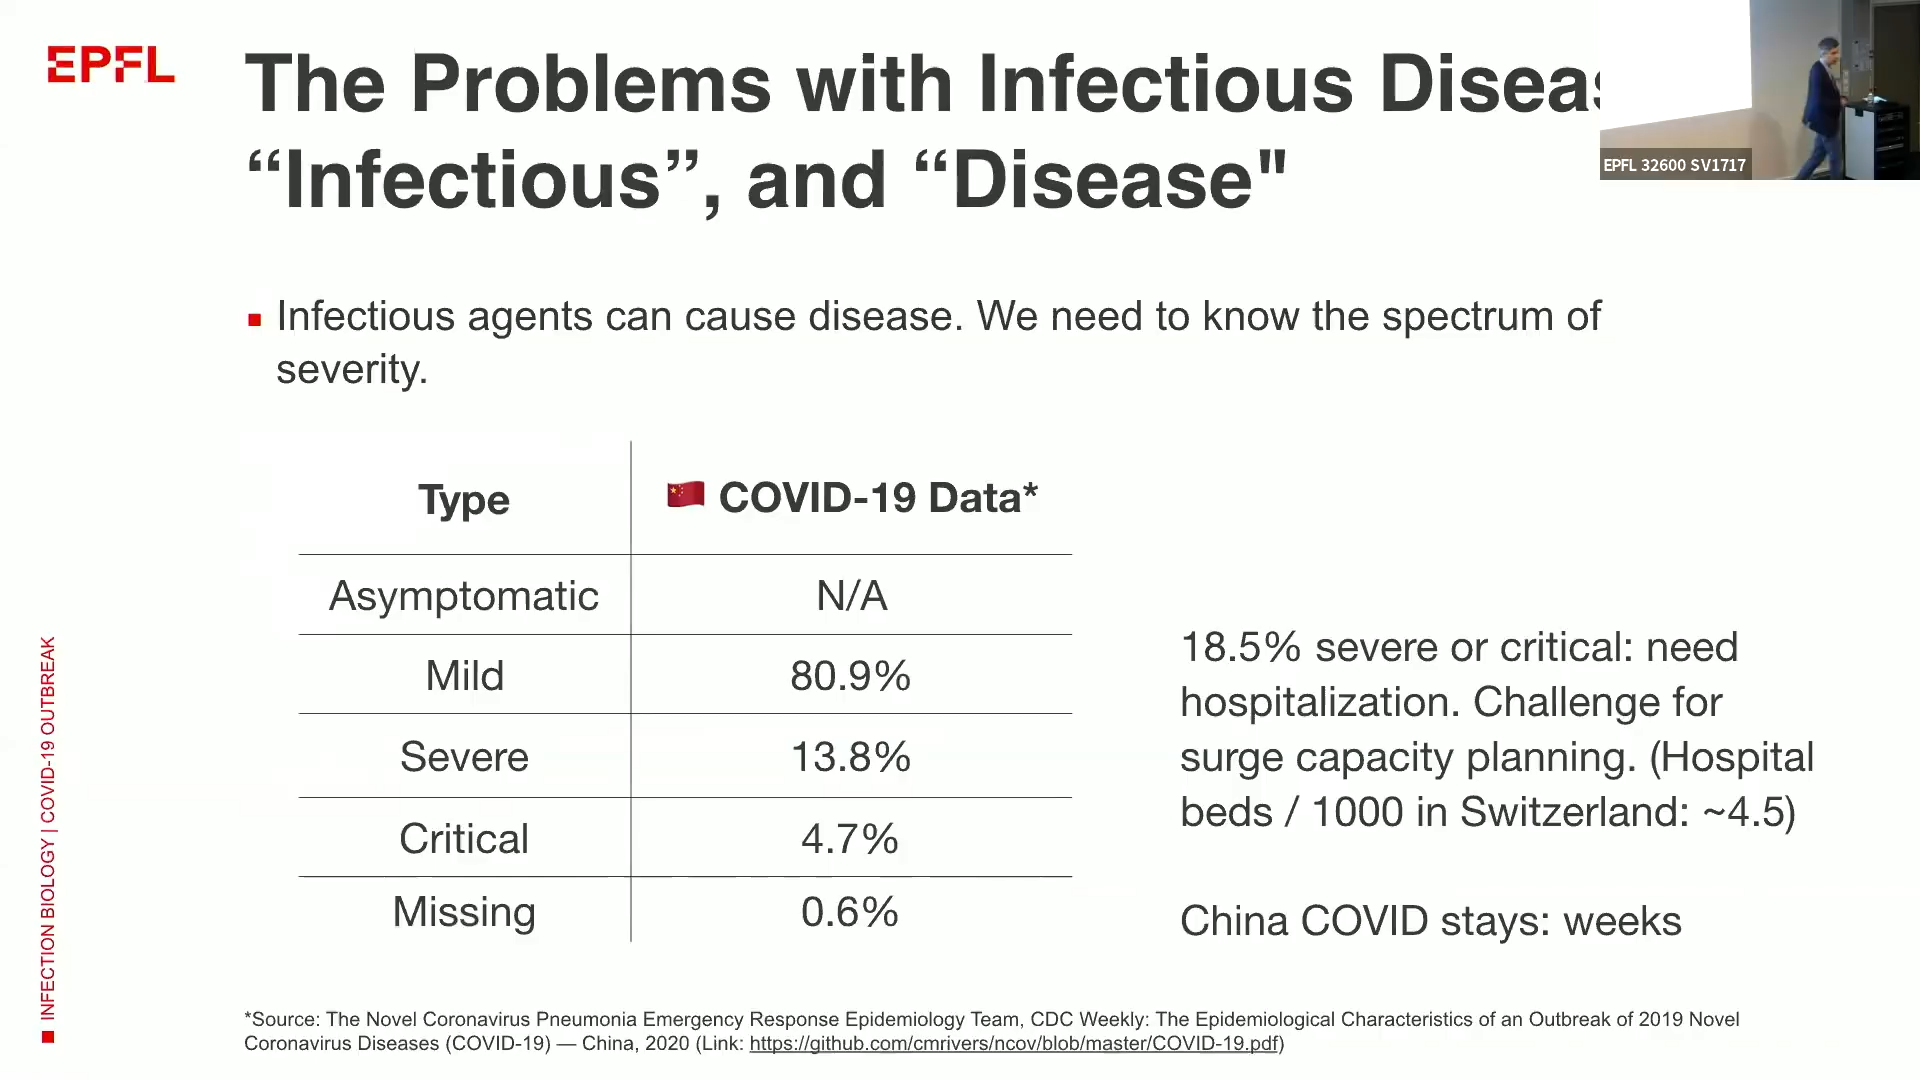 EPFL
The Problems with Infectious Diseas
“Infectious”, and “Disease"
EPFL 32600 SV1717
Infectious agents can cause disease. We need to know the spectrum of
severity.
Type
COVID-19 Data*
Asymptomatic
N/A
Mild
80.9%
Severe
13.8%
Critical
4.7%
Missing
0.6%
18.5% severe or critical: need
hospitalization. Challenge for
surge capacity planning. (Hospital
beds / 1000 in Switzerland: ~4.5)
China COVID stays: weeks
INFECTION BIOLOGY | COVID-19 OUTBREAK
*Source: The Novel Coronavirus Pneumonia Emergency Response Epidemiology Team, CDC Weekly: The Epidemiological Characteristics of an Outbreak of 2019 Novel
Coronavirus Diseases (COVID-19) — China, 2020 (Link: https://github.com/cmrivers/ncov/blob/master/COVID-19.pdf)